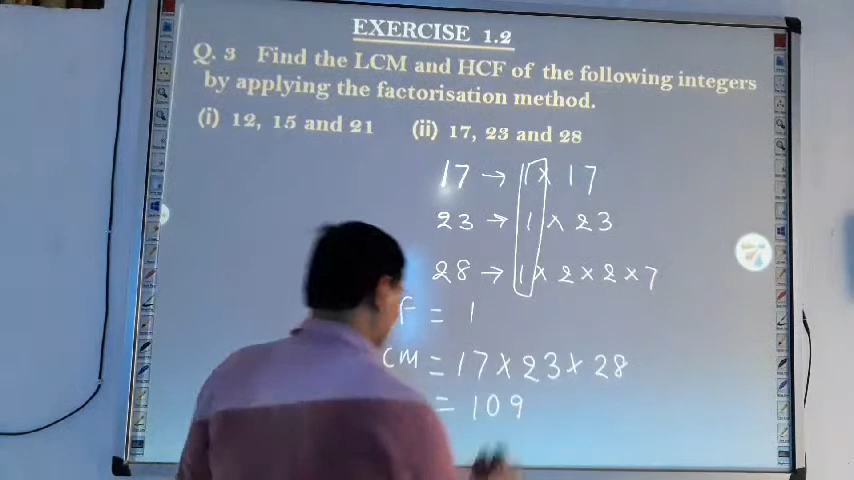 EXERCISE 1.2
Q. 3 Find the LCM and HCF of the following integers
by applying the factorisation method.
(i) 12, 15 and 21 (ii) 17, 23 and 28
17 → 1 × 17
23 → 1 × 23
28 → 1 × 2 × 2 × 7
F = 1
CM = 17 × 23 × 28
= 109